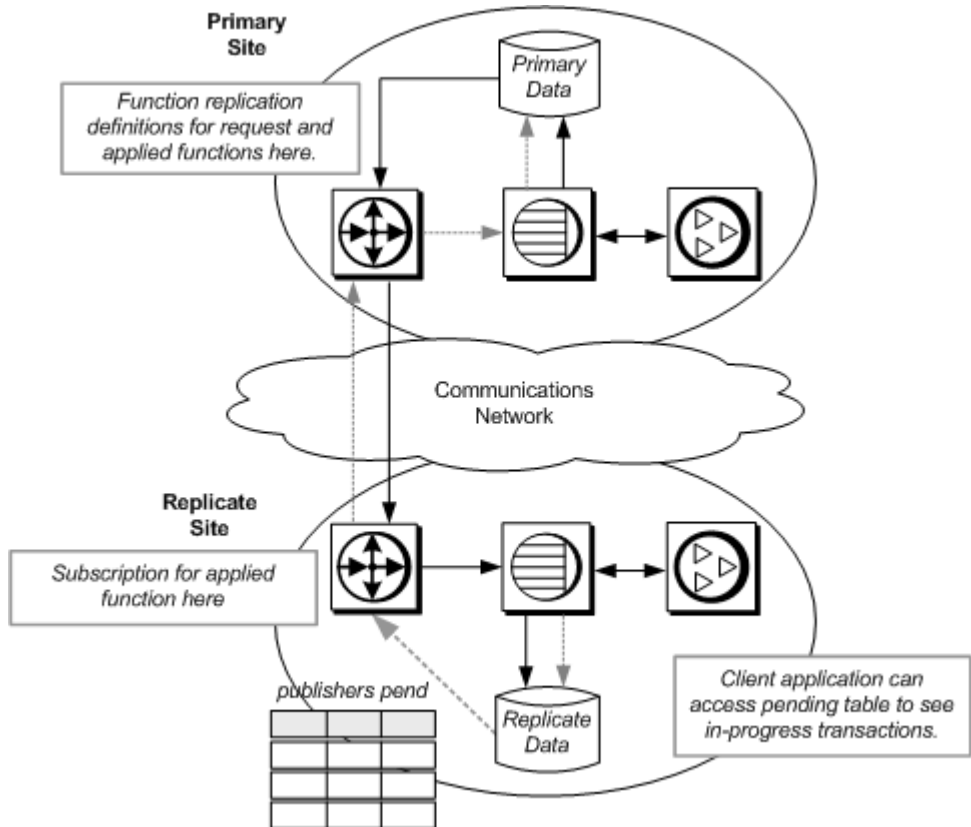 Primary
Site
Primary
Data
Function replication
definitions for request and
applied functions here.
Communications
Network
Replicate
Site
Subscription for applied
function here
publishers pend
Replicate
Data
Client application can
access pending table to see
in-progress transactions.